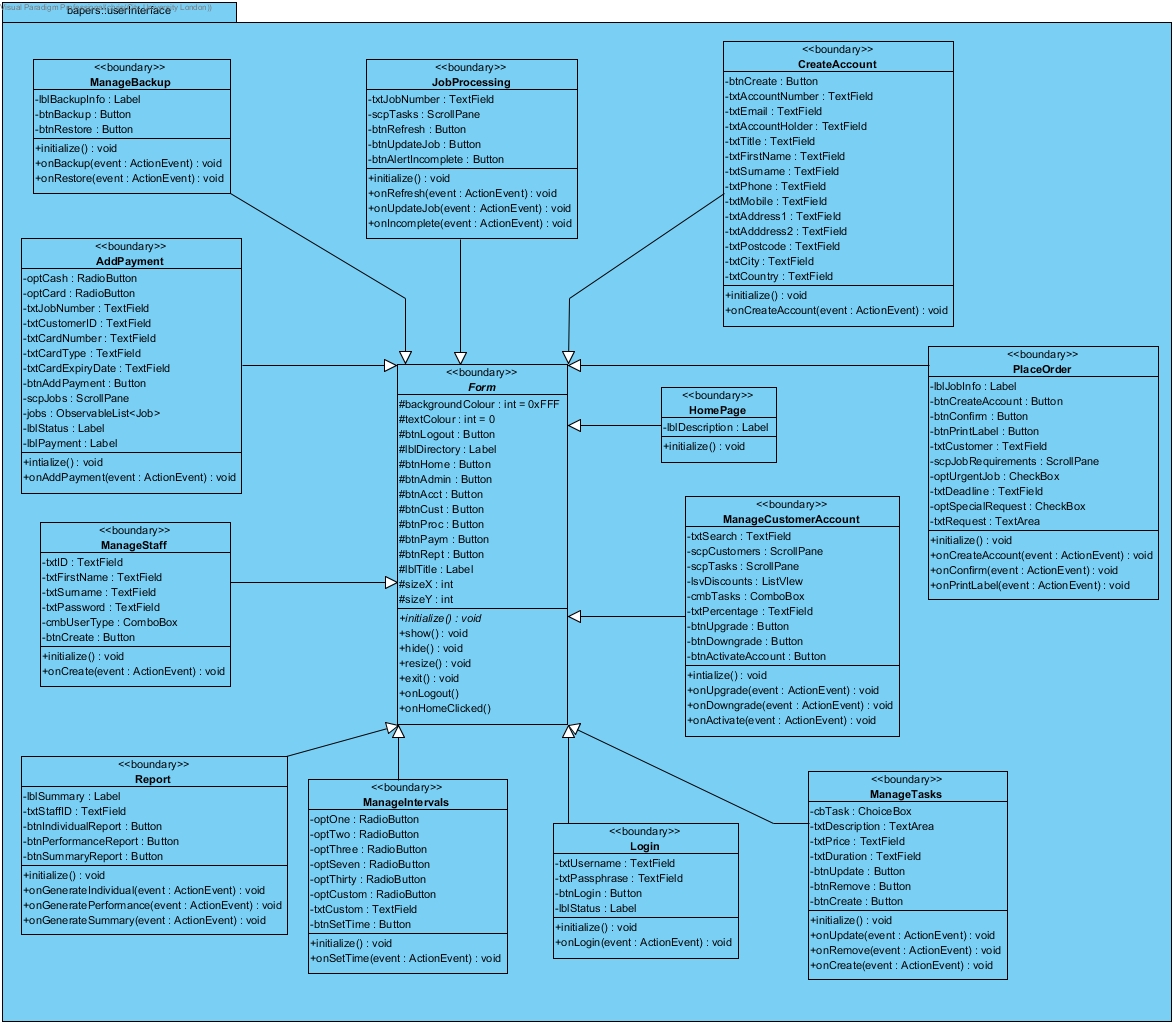 bapers::userInterface
<<boundary>>
ManageBackup
-lblBackupInfo : Label
-btnBackup : Button
-btnRestore : Button
+initialize() : void
+onBackup(event : ActionEvent) : void
+onRestore(event : ActionEvent) : void
<<boundary>>
JobProcessing
-txtJobNumber : TextField
-scpTasks : ScrollPane
-btnRefresh : Button
-btnUpdateJob : Button
-btnAlertIncomplete : Button
+initialize() : void
+onRefresh(event : ActionEvent) : void
+onUpdateJob(event : ActionEvent) : void
+onIncomplete(event : ActionEvent) : void
<<boundary>>
CreateAccount
-btnCreate : Button
-txtAccountNumber : TextField
-txtEmail : TextField
-txtAccountHolder : TextField
-txtTitle : TextField
-txtFirstName : TextField
-txtSurname : TextField
-txtPhone : TextField
-txtMobile : TextField
-txtAddress1 : TextField
-txtAdddress2 : TextField
-txtPostcode : TextField
-txtCity : TextField
-txtCountry : TextField
+initialize() : void
+onCreateAccount(event : ActionEvent) : void
<<boundary>>
AddPayment
-optCash : RadioButton
-optCard : RadioButton
-txtJobNumber : TextField
-txtCustomerID : TextField
-txtCardNumber : TextField
-txtCardType : TextField
-txtCardExpiryDate : TextField
-btnAddPayment : Button
-scpJobs : ScrollPane
-jobs : ObservableList<Job>
-lblStatus : Label
-lblPayment : Label
+intialize() : void
+onAddPayment(event : ActionEvent) : void
<<boundary>>
Form
#backgroundColour : int = 0xFFF
#textColour : int = 0
#btnLogout : Button
#lblDirectory : Label
#btnHome : Button
#btnAdmin : Button
#btnAcct : Button
#btnCust : Button
#btnProc : Button
#btnPaym : Button
#btnRept : Button
#lblTitle : Label
#sizeX : int
#sizeY : int
+initialize() : void
+show() : void
+hide() : void
+resize() : void
+exit() : void
+onLogout()
+onHomeClicked()
<<boundary>>
HomePage
-lblDescription : Label
+initialize() : void
<<boundary>>
PlaceOrder
-lblJobInfo : Label
-btnCreateAccount : Button
-btnConfirm : Button
-btnPrintLabel : Button
-txtCustomer : TextField
-scpJobRequirements : ScrollPane
-optUrgentJob : CheckBox
-txtDeadline : TextField
-optSpecialRequest : CheckBox
-txtRequest : TextArea
+initialize() : void
+onCreateAccount(event : ActionEvent) : void
+onConfirm(event : ActionEvent) : void
+onPrintLabel(event : ActionEvent) : void
<<boundary>>
ManageStaff
-txtID : TextField
-txtFirstName : TextField
-txtSurname : TextField
-txtPassword : TextField
-cmbUserType : ComboBox
-btnCreate : Button
+initialize() : void
+onCreate(event : ActionEvent) : void
<<boundary>>
ManageCustomerAccount
-txtSearch : TextField
-scpCustomers : ScrollPane
-scpTasks : ScrollPane
-lsvDiscounts : ListView
-cmbTasks : ComboBox
-txtPercentage : TextField
-btnUpgrade : Button
-btnDowngrade : Button
-btnActivateAccount : Button
+intialize() : void
+onUpgrade(event : ActionEvent) : void
+onDowngrade(event : ActionEvent) : void
+onActivate(event : ActionEvent) : void
<<boundary>>
Report
-lblSummary : Label
-txtStaffID : TextField
-btnIndividualReport : Button
-btnPerformanceReport : Button
-btnSummaryReport : Button
+initialize() : void
+onGenerateIndividual(event : ActionEvent) : void
+onGeneratePerformance(event : ActionEvent) : void
+onGenerateSummary(event : ActionEvent) : void
<<boundary>>
ManageIntervals
-optOne : RadioButton
-optTwo : RadioButton
-optThree : RadioButton
-optSeven : RadioButton
-optThirty : RadioButton
-optCustom : RadioButton
-txtCustom : TextField
-btnSetTime : Button
+initialize() : void
+onSetTime(event : ActionEvent) : void
<<boundary>>
Login
-txtUsername : TextField
-txtPassphrase : TextField
-btnLogin : Button
-lblStatus : Label
+initialize() : void
+onLogin(event : ActionEvent) : void
<<boundary>>
ManageTasks
-cbTask : ChoiceBox
-txtDescription : TextArea
-txtPrice : TextField
-txtDuration : TextField
-btnUpdate : Button
-btnRemove : Button
-btnCreate : Button
+initialize() : void
+onUpdate(event : ActionEvent) : void
+onRemove(event : ActionEvent) : void
+onCreate(event : ActionEvent) : void